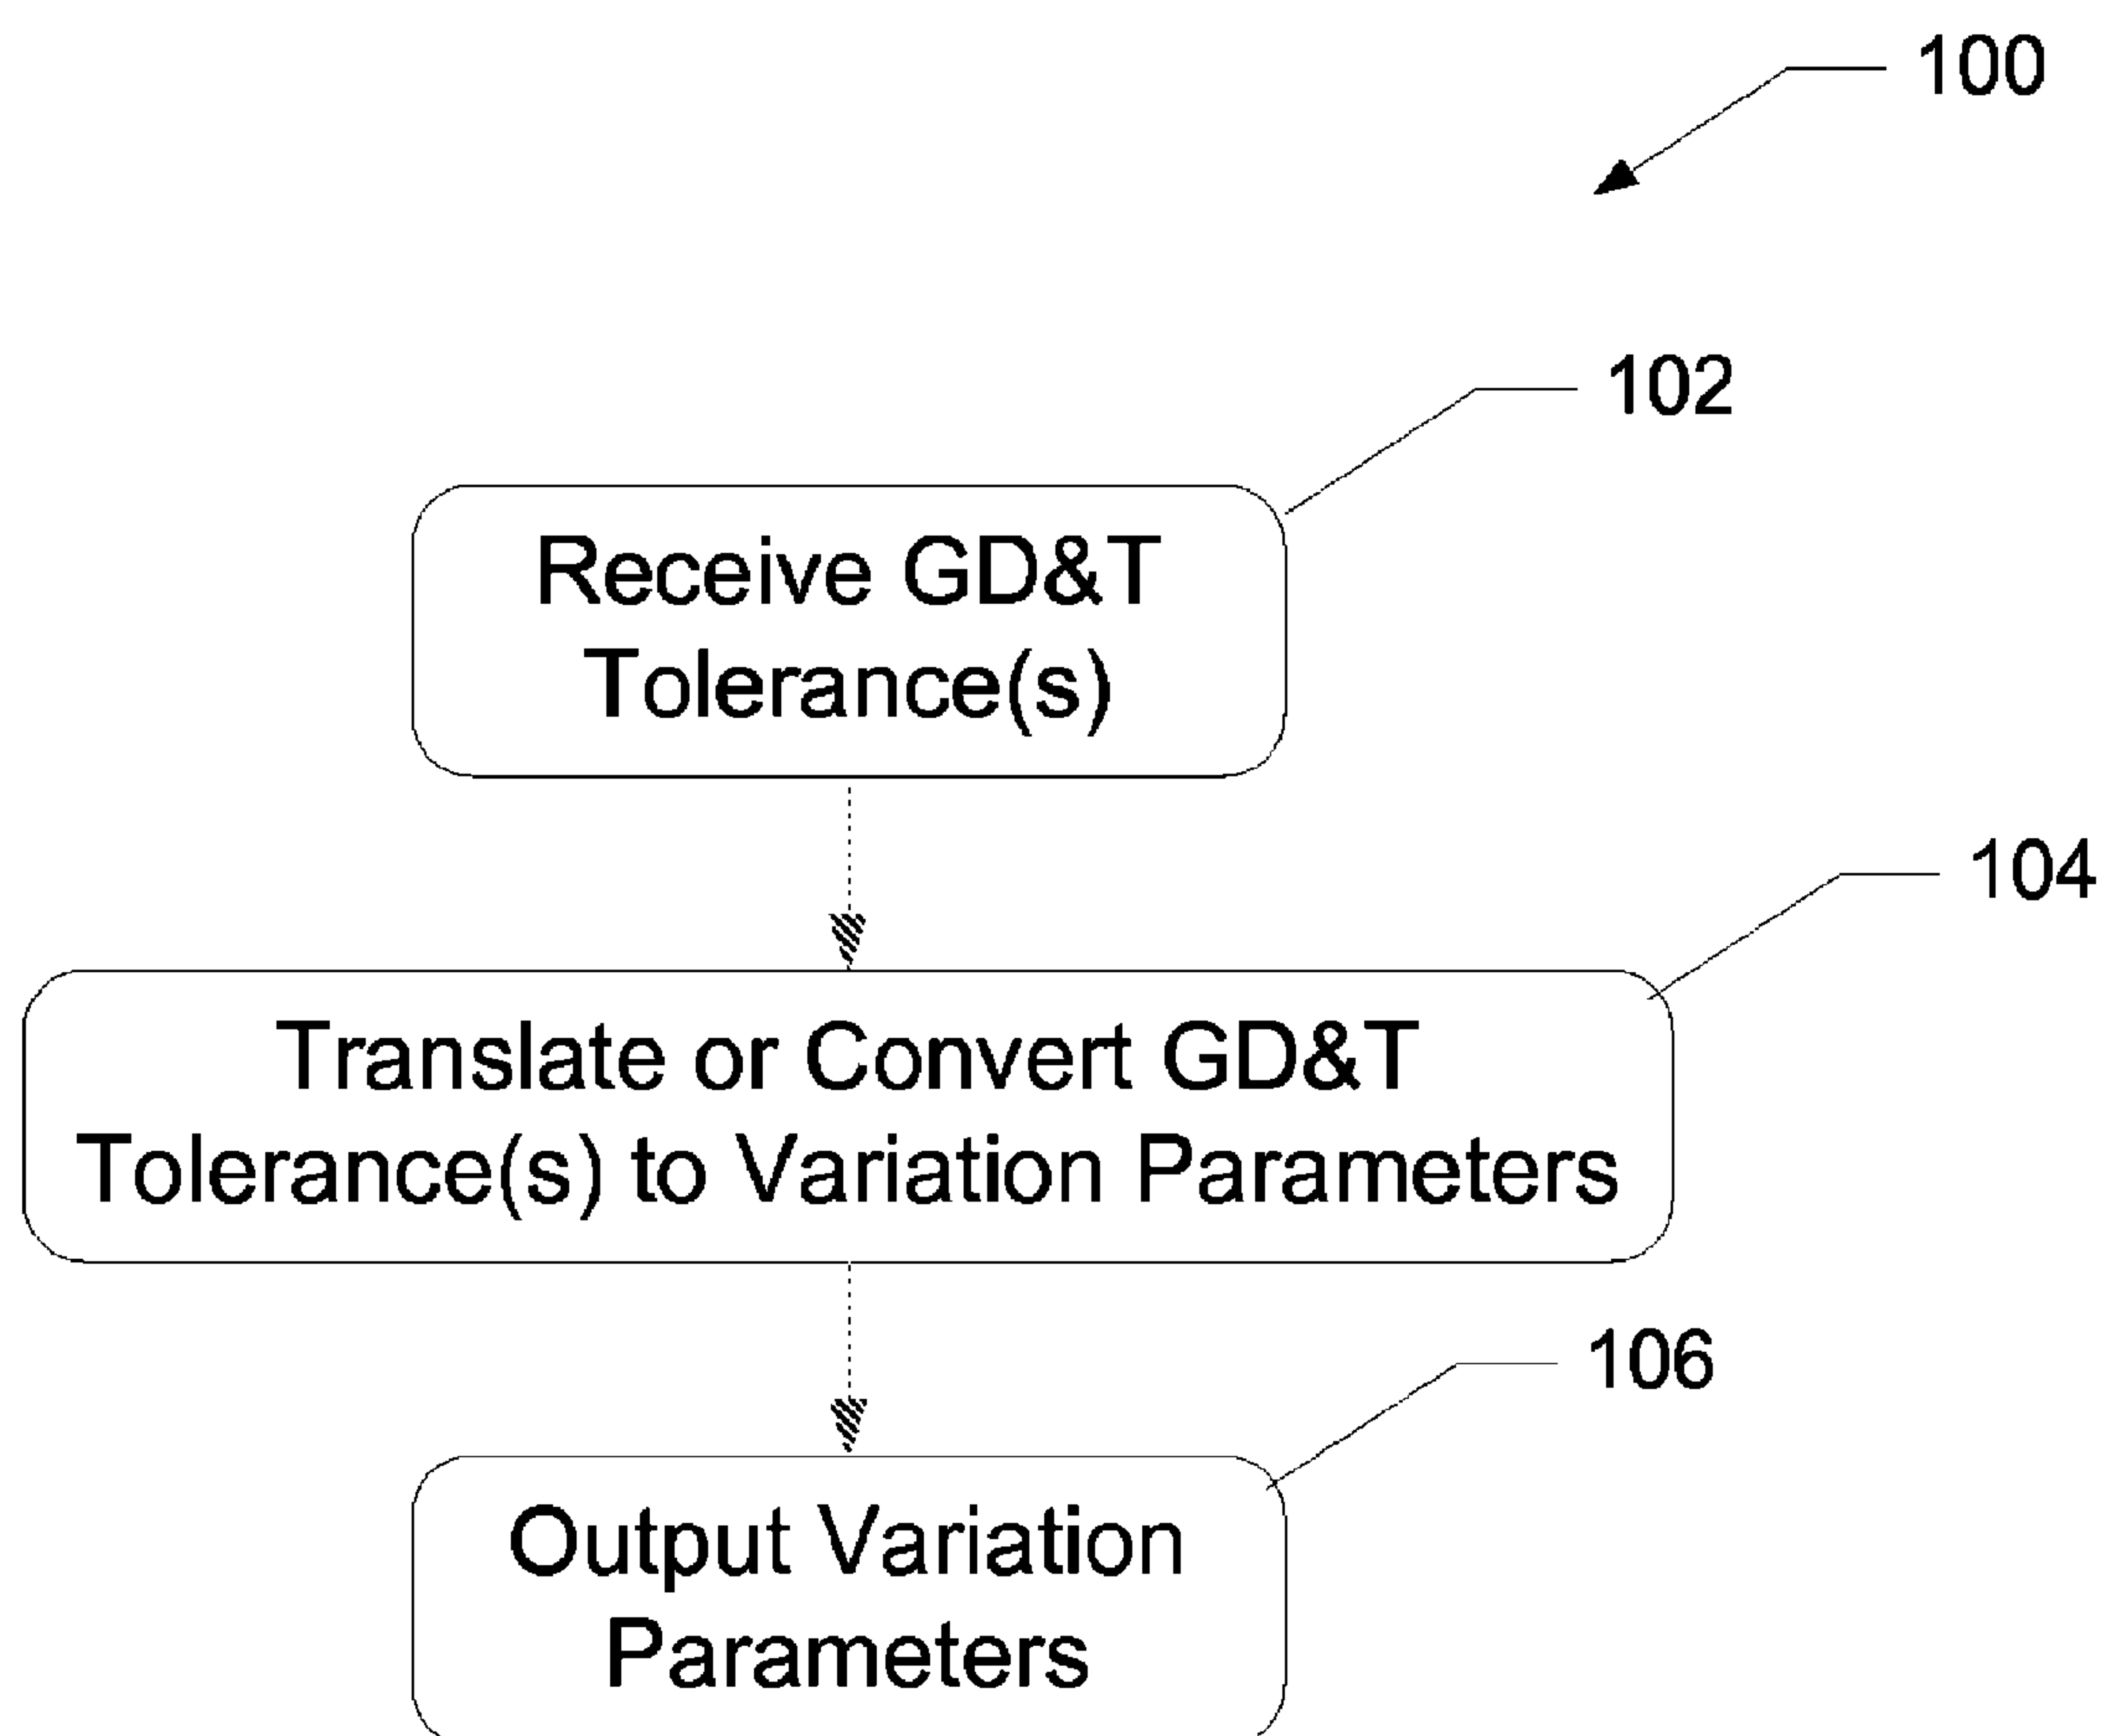 100
102
Receive GD&T
Tolerance(s)
104
Translate or Convert GD&T
Tolerance(s) to Variation Parameters
106
Output Variation
Parameters